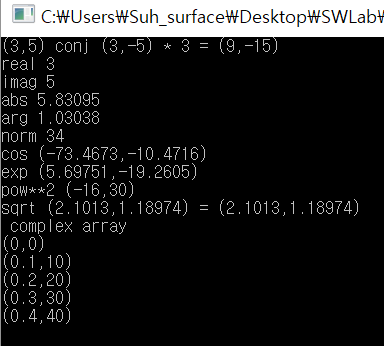 C:₩Users₩Suh_surface₩Desktop₩SWLab₩
(3,5) conj (3,-5) * 3 = (9,-15)
real 3
imag 5
abs 5.83095
arg 1.03038
norm 34
cos (-73.4673,-10.4716)
exp (5.69751,-19.2605)
pow**2 (-16,30)
sqrt (2.1013,1.18974) = (2.1013,1.18974)
complex array
(0,0)
(0.1,10)
(0.2,20)
(0.3,30)
(0.4,40)